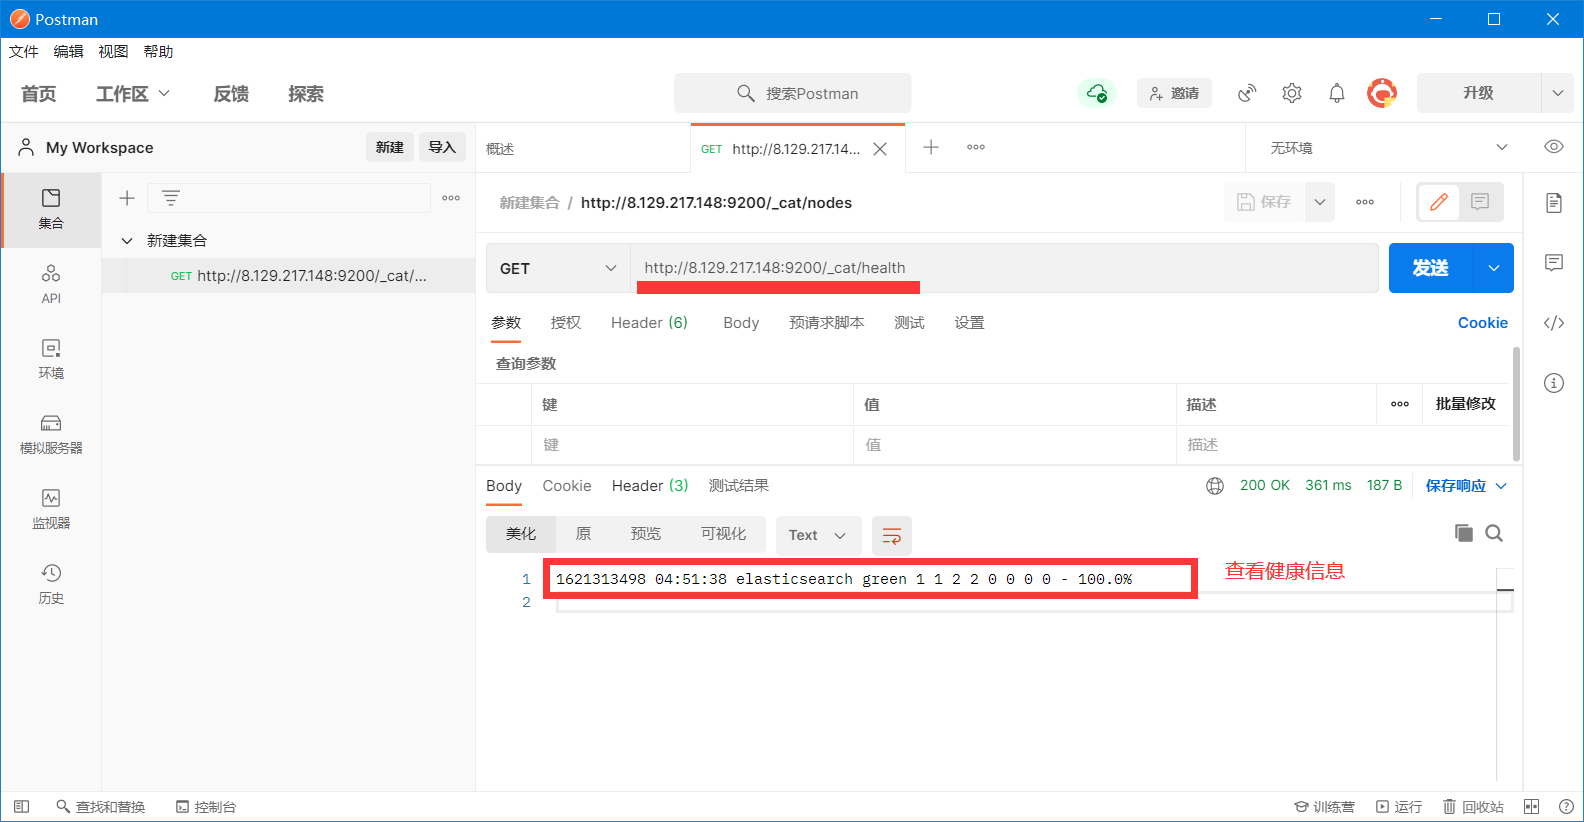 Postman
文件 编辑 视图 帮助
首页 工作区 反馈 探索 搜索Postman 邀请 升级
My Workspace 新建 导入 概述 GET http://8.129.217.14... 无环境
新建集合 / http://8.129.217.148:9200/_cat/nodes 保存
集合
新建集合
GET http://8.129.217.148:9200/_cat/...
GET http://8.129.217.148:9200/_cat/health 发送
API
参数 授权 Header (6) Body 预请求脚本 测试 设置 Cookie
环境
查询参数
键 值 描述 批量修改
键 值 描述
模拟服务器
Body Cookie Header (3) 测试结果 200 OK 361 ms 187 B 保存响应
监视器
美化 原 预览 可视化 Text
1 1621313498 04:51:38 elasticsearch green 1 1 2 2 0 0 0 0 - 100.0% 查看健康信息
2
历史
查找和替换 控制台 训练营 运行 回收站